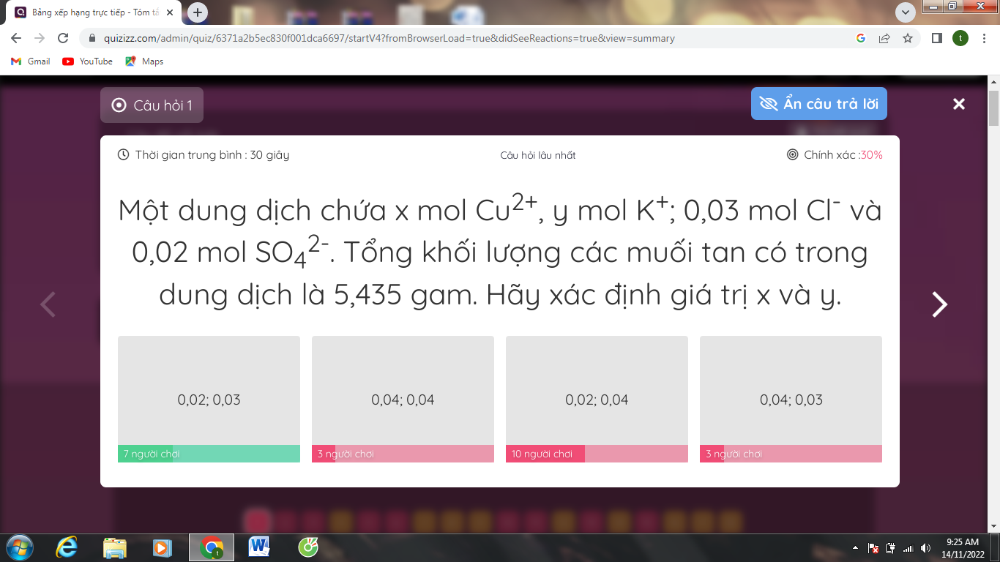 Bảng xếp hạng trực tiếp - Tóm tắ
quizizz.com/admin/quiz/6371a2b5ec830f001dca6697/startV4?fromBrowserLoad=true&didSeeReactions=true&view=summary
t
Gmail
YouTube
Maps
Câu hỏi 1
Ẩn câu trả lời
Thời gian trung bình : 30 giây
Câu hỏi lâu nhất
Chính xác :30%
Một dung dịch chứa x mol Cu²⁺, y mol K⁺; 0,03 mol Cl⁻ và
0,02 mol SO₄²⁻. Tổng khối lượng các muối tan có trong
dung dịch là 5,435 gam. Hãy xác định giá trị x và y.
0,02; 0,03
0,04; 0,04
0,02; 0,04
0,04; 0,03
7 người chơi
3 người chơi
10 người chơi
3 người chơi
9:25 AM
14/11/2022